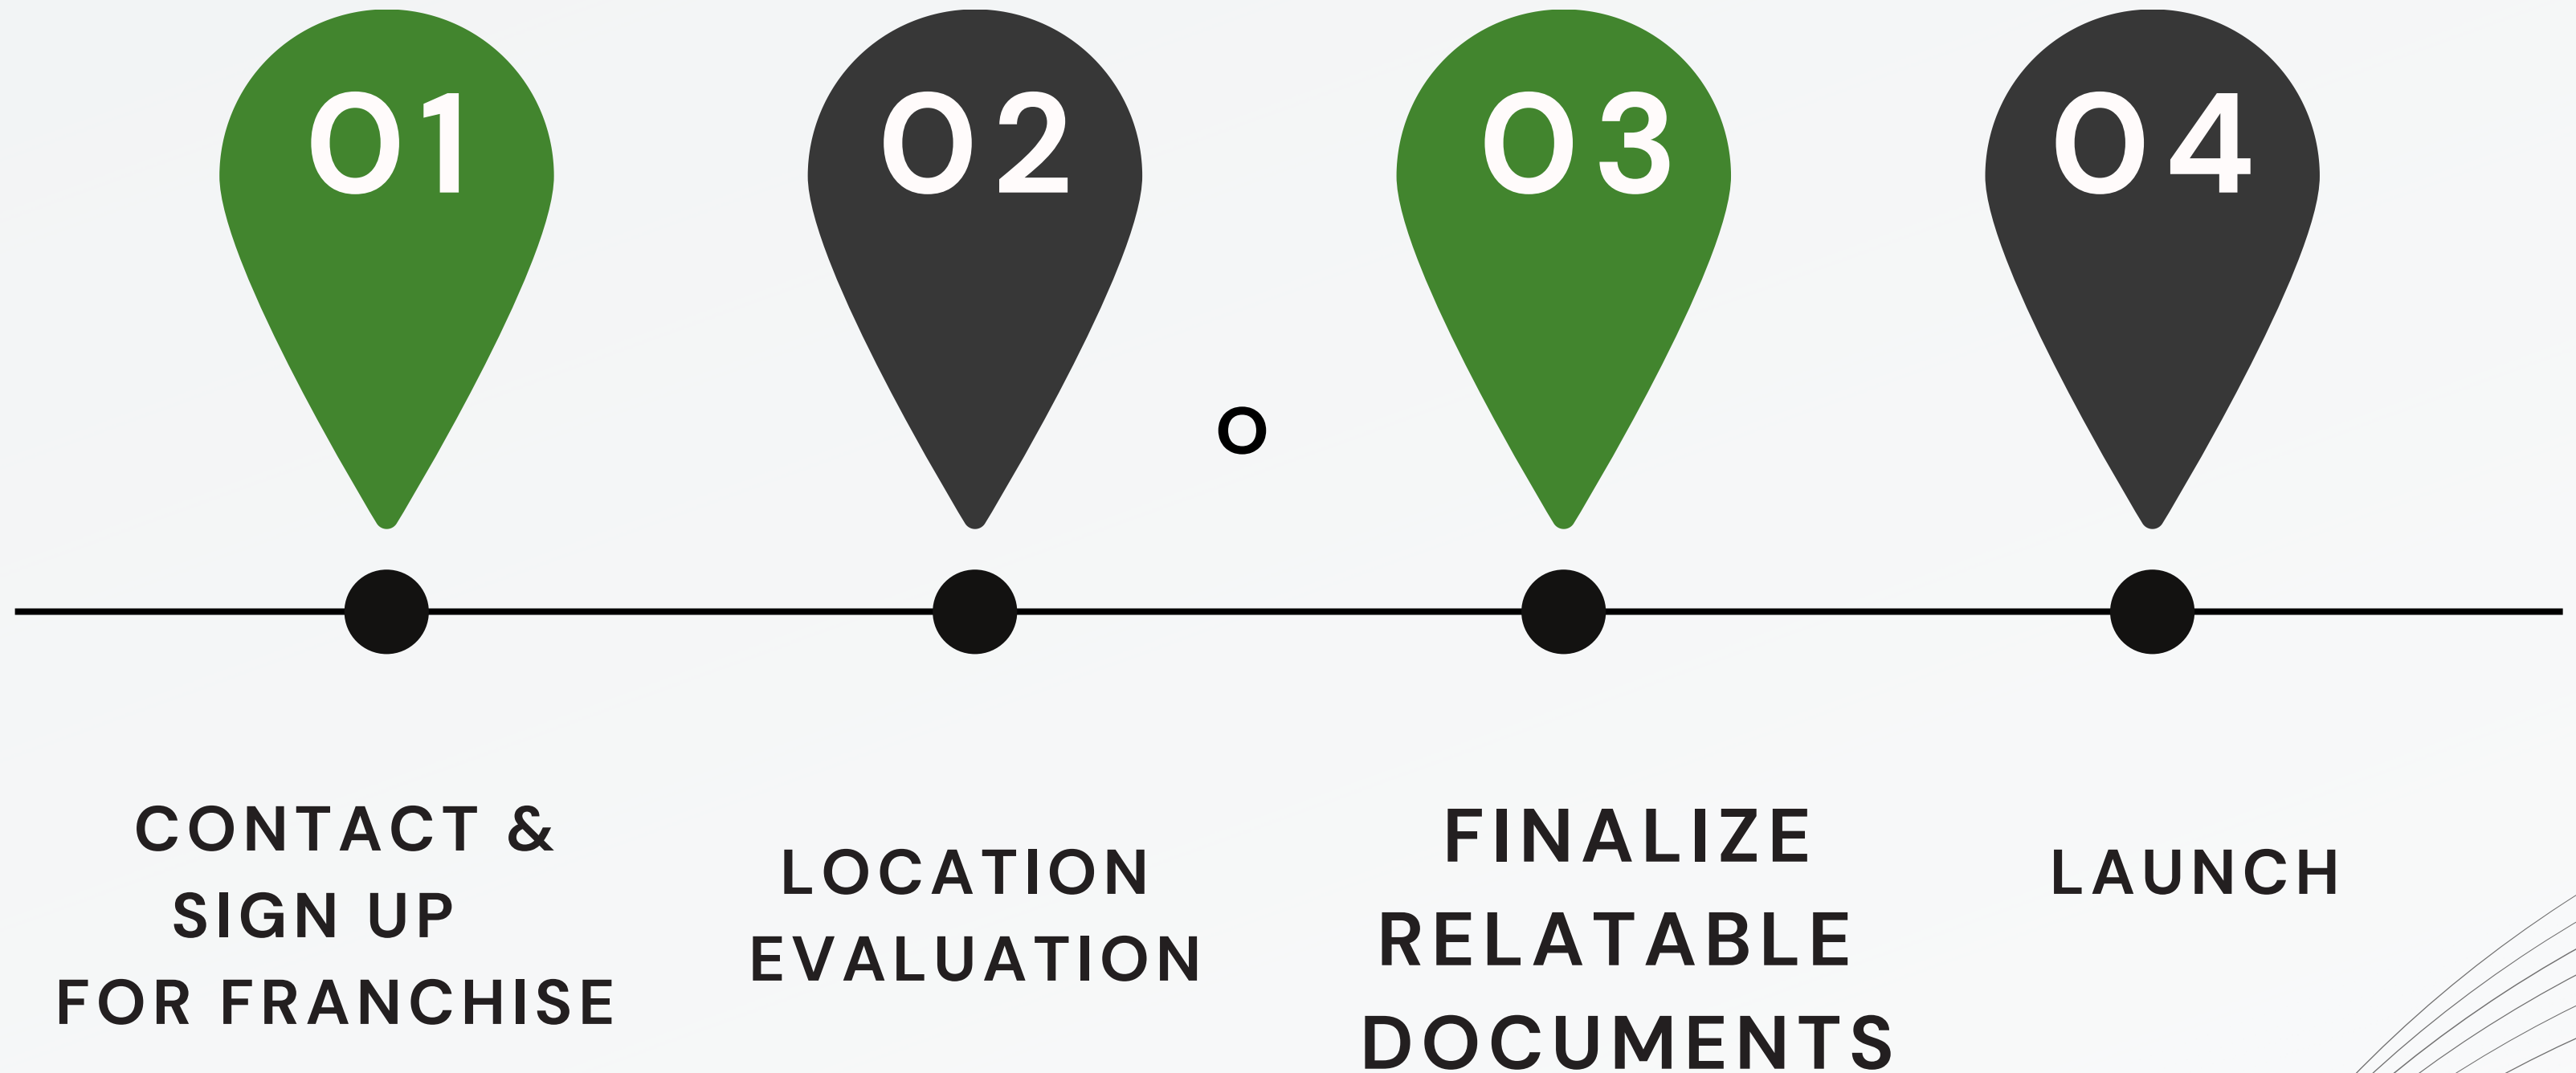 01
02
03
04
O
CONTACT &
SIGN UP
FOR FRANCHISE
LOCATION
EVALUATION
FINALIZE
RELATABLE
DOCUMENTS
LAUNCH